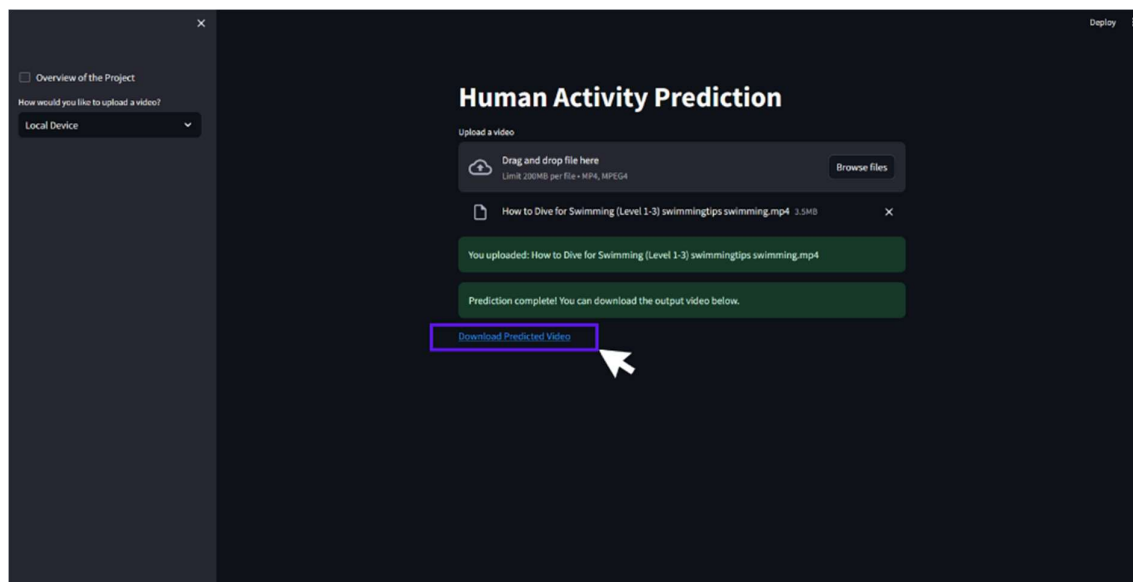 Deploy
Overview of the Project
How would you like to upload a video?
Local Device
Human Activity Prediction
Upload a video
Drag and drop file here
Limit 200MB per file • MP4, MPEG4
Browse files
How to Dive for Swimming (Level 1-3) swimmingtips swimming.mp4 3.5MB
You uploaded: How to Dive for Swimming (Level 1-3) swimmingtips swimming.mp4
Prediction complete! You can download the output video below.
Download Predicted Video